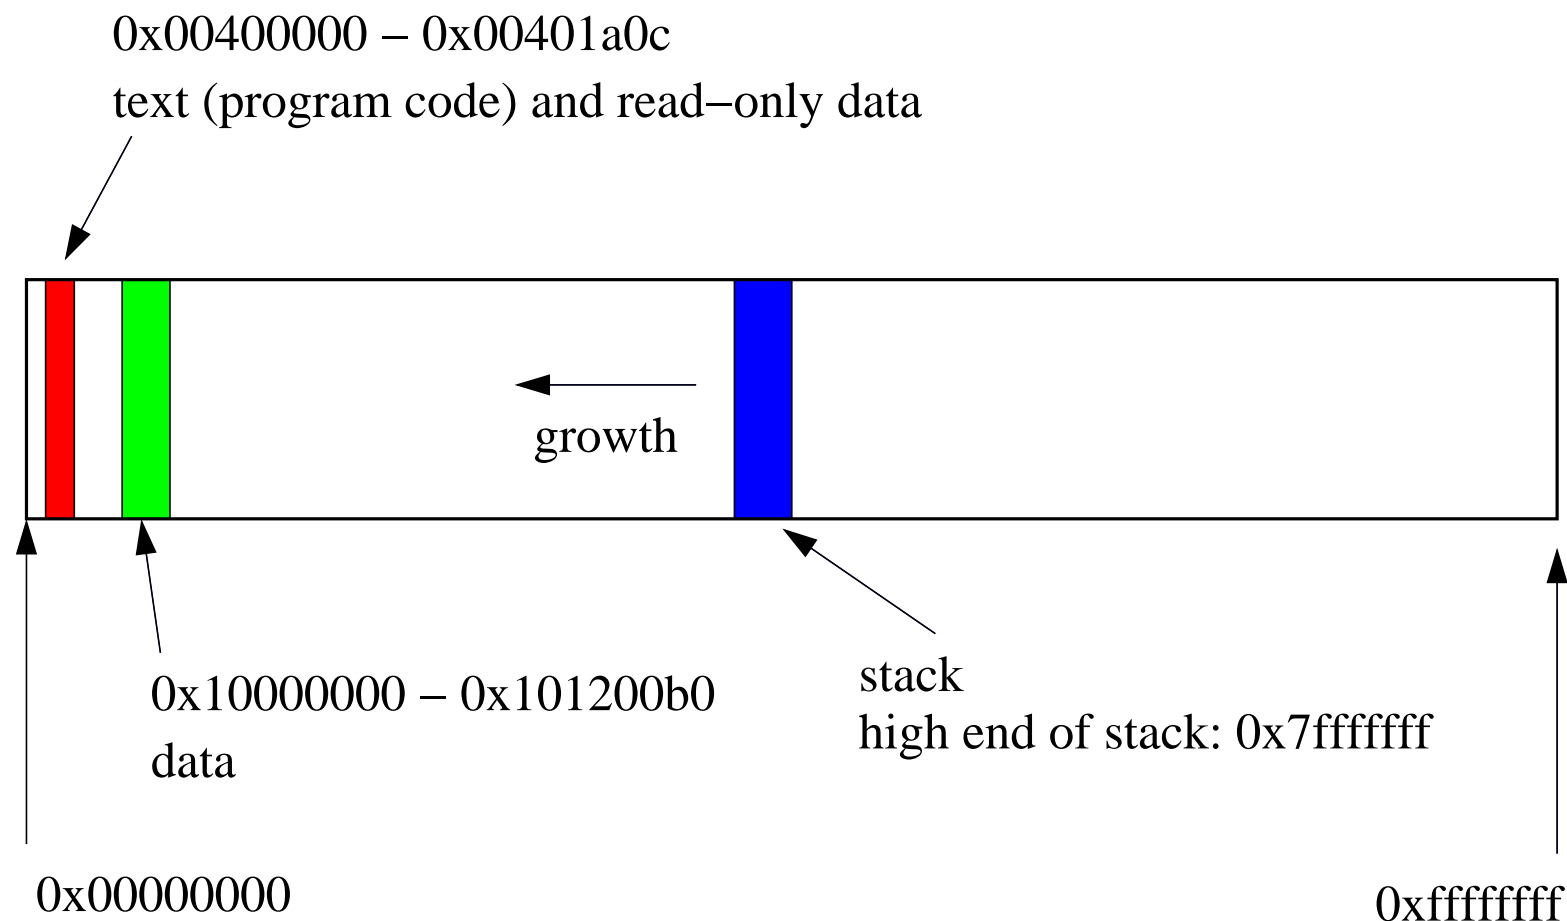 0x00400000 – 0x00401a0c
text (program code) and read–only data
growth
0x10000000 – 0x101200b0
data
stack
high end of stack: 0x7fffffff
0x00000000
0xffffffff